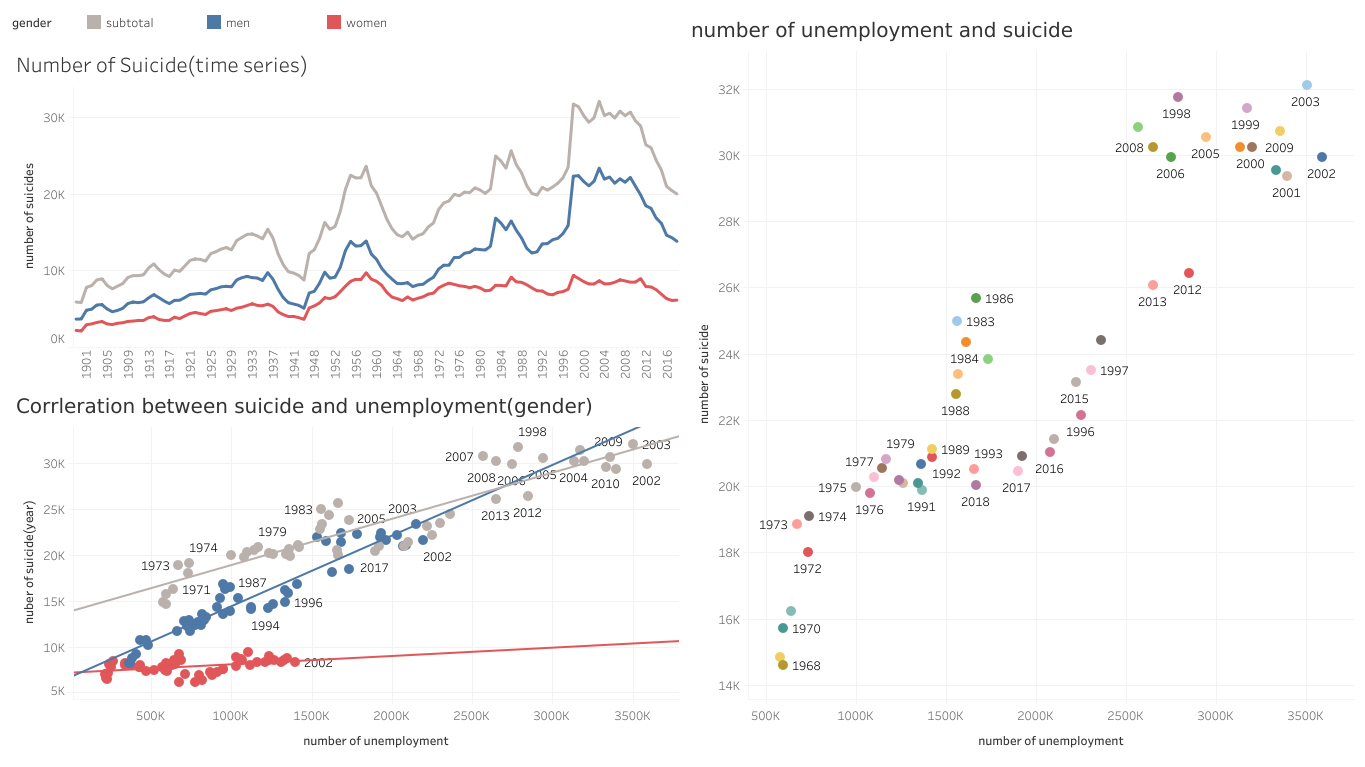 gender subtotal men women
Number of Suicide(time series)
number of suicides
30K
20K
10K
0K
1901 1905 1909 1913 1917 1921 1925 1929 1933 1937 1941 1948 1952 1956 1960 1964 1968 1972 1976 1980 1984 1988 1992 1996 2000 2004 2008 2012 2016
Corrleration between suicide and unemployment(gender)
nuber of suicide(year)
30K
25K
20K
15K
10K
5K
1998
2009
2003
2007
2008
2006
2005
2004
2010
2002
1983
2013
2012
2005
2003
1979
1974
2002
1973
2017
1971
1987
1996
1994
2002
500K 1000K 1500K 2000K 2500K 3000K 3500K
number of unemployment
number of unemployment and suicide
number of suicide
32K
30K
28K
26K
24K
22K
20K
18K
16K
14K
2003
1998
1999
2008
2005
2009
2000
2006
2002
2001
2012
2013
1986
1983
1984
1997
2015
1988
1996
1979
1989
1993
1977
2016
1992
1975
2017
2018
1976
1991
1974
1973
1972
1970
1968
500K 1000K 1500K 2000K 2500K 3000K 3500K
number of unemployment